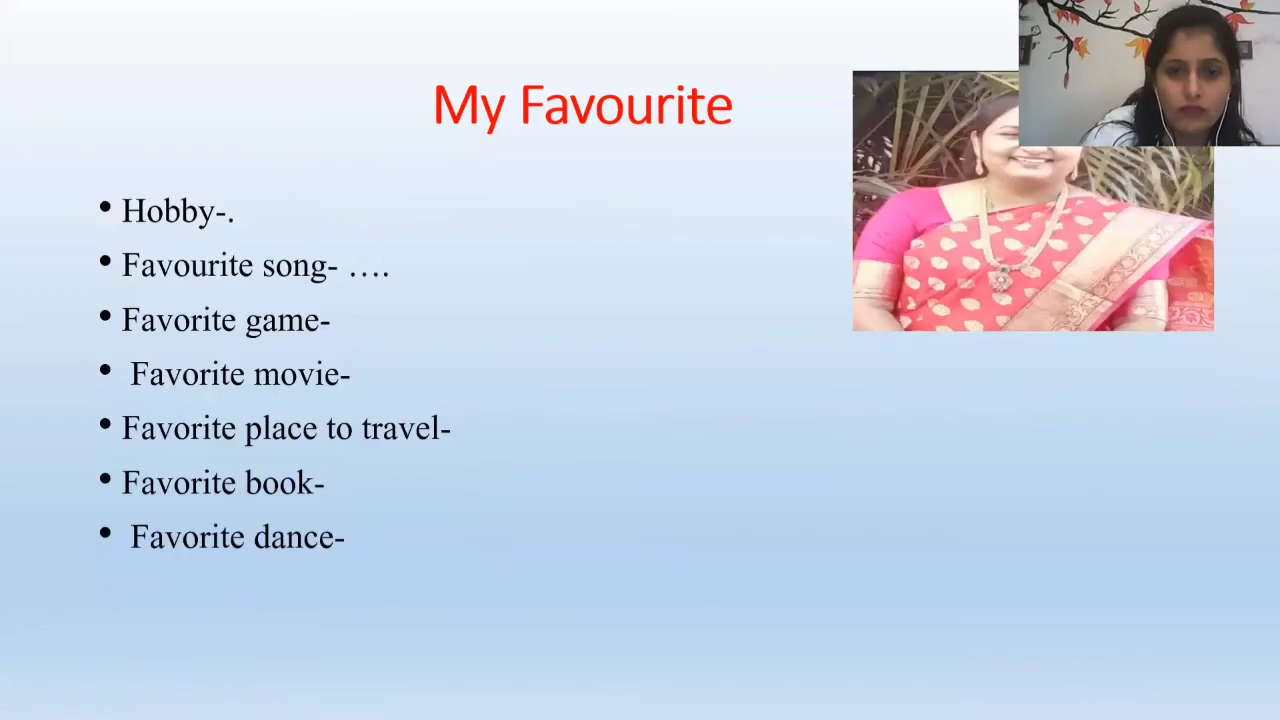 My Favourite
• Hobby-.
• Favourite song- ….
• Favorite game-
• Favorite movie-
• Favorite place to travel-
• Favorite book-
• Favorite dance-